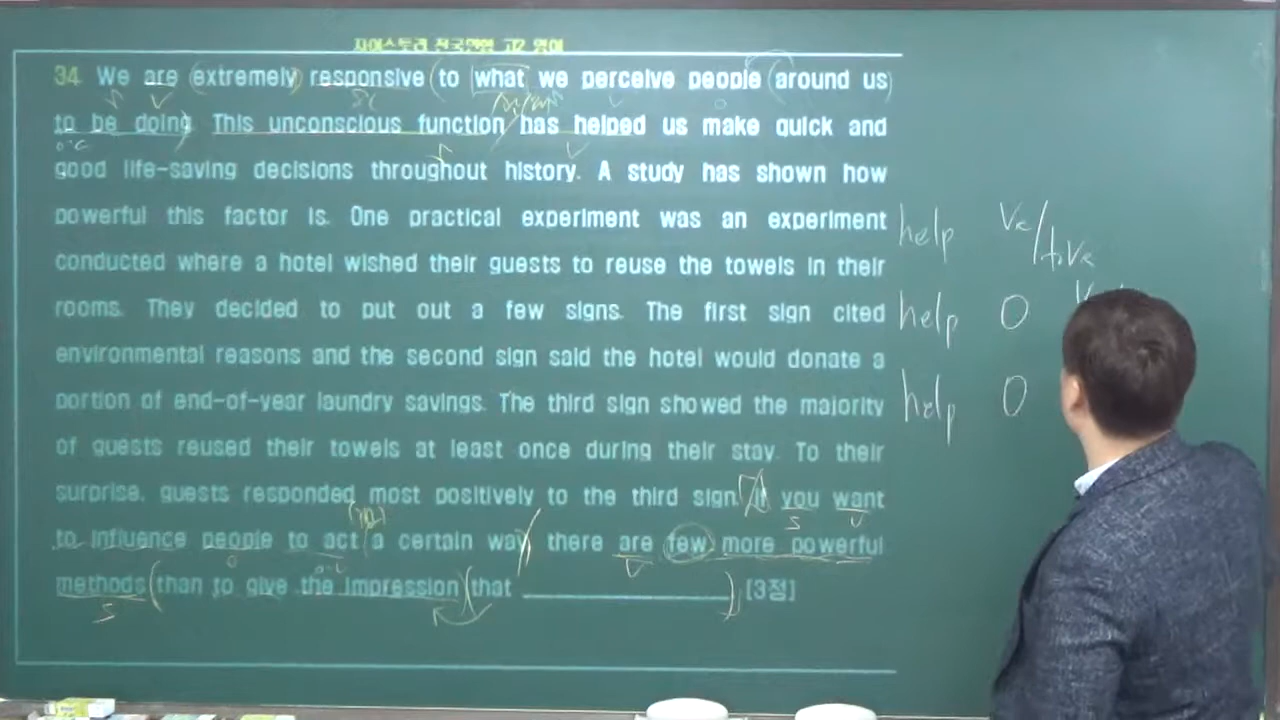 자이스토리 전국연합 고2 영어
34 We are extremely responsive to what we perceive people around us
to be doing. This unconscious function has helped us make quick and
good life-saving decisions throughout history. A study has shown how
powerful this factor is. One practical experiment was an experiment
conducted where a hotel wished their guests to reuse the towels in their
rooms. They decided to put out a few signs. The first sign cited
environmental reasons and the second sign said the hotel would donate a
portion of end-of-year laundry savings. The third sign showed the majority
of guests reused their towels at least once during their stay. To their
surprise, guests responded most positively to the third sign. If you want
to influence people to act a certain way, there are few more powerful
methods than to give the impression that ____________. [3점]
help VR/to VR
help O
help O